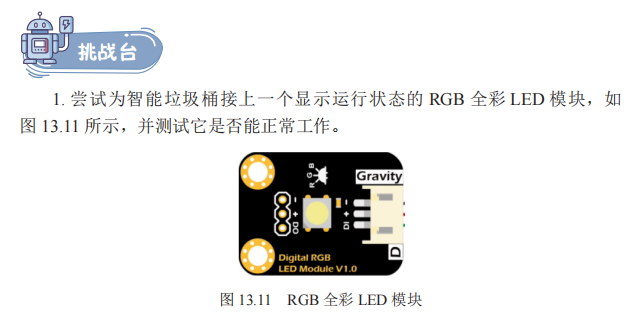 挑战台
1. 尝试为智能垃圾桶接上一个显示运行状态的 RGB 全彩 LED 模块，如
图 13.11 所示，并测试它是否能正常工作。
R G B
Gravity
- + DO
- + DI
D
Digital RGB
LED Module V1.0
图 13.11 RGB 全彩 LED 模块